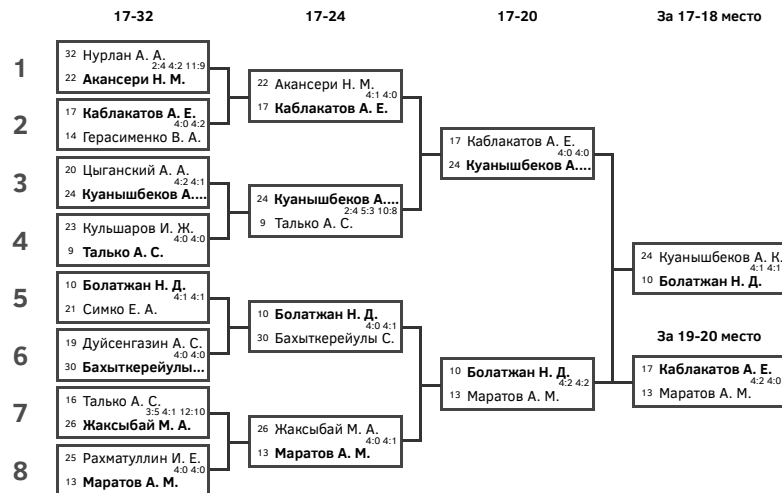 17-32
17-24
17-20
За 17-18 место
1
32 Нурлан А. А.
2:4 4:2 11:9
22 Акансери Н. М.
2
17 Каблакатов А. Е.
4:0 4:2
14 Герасименко В. А.
3
20 Цыганский А. А.
4:2 4:1
24 Куанышбеков А....
4
23 Кульшаров И. Ж.
4:0 4:0
9 Талько А. С.
5
10 Болатжан Н. Д.
4:1 4:1
21 Симко Е. А.
6
19 Дуйсенгазин А. С.
4:0 4:0
30 Бахыткерейулы...
7
16 Талько А. С.
3:5 4:1 12:10
26 Жаксыбай М. А.
8
25 Рахматуллин И. Е.
4:0 4:0
13 Маратов А. М.
22 Акансери Н. М.
4:1 4:0
17 Каблакатов А. Е.
24 Куанышбеков А....
2:4 5:3 10:8
9 Талько А. С.
10 Болатжан Н. Д.
4:0 4:1
30 Бахыткерейулы С.
26 Жаксыбай М. А.
4:0 4:1
13 Маратов А. М.
17 Каблакатов А. Е.
4:0 4:0
24 Куанышбеков А....
10 Болатжан Н. Д.
4:2 4:2
13 Маратов А. М.
24 Куанышбеков А. К.
4:1 4:1
10 Болатжан Н. Д.
За 19-20 место
17 Каблакатов А. Е.
4:2 4:0
13 Маратов А. М.